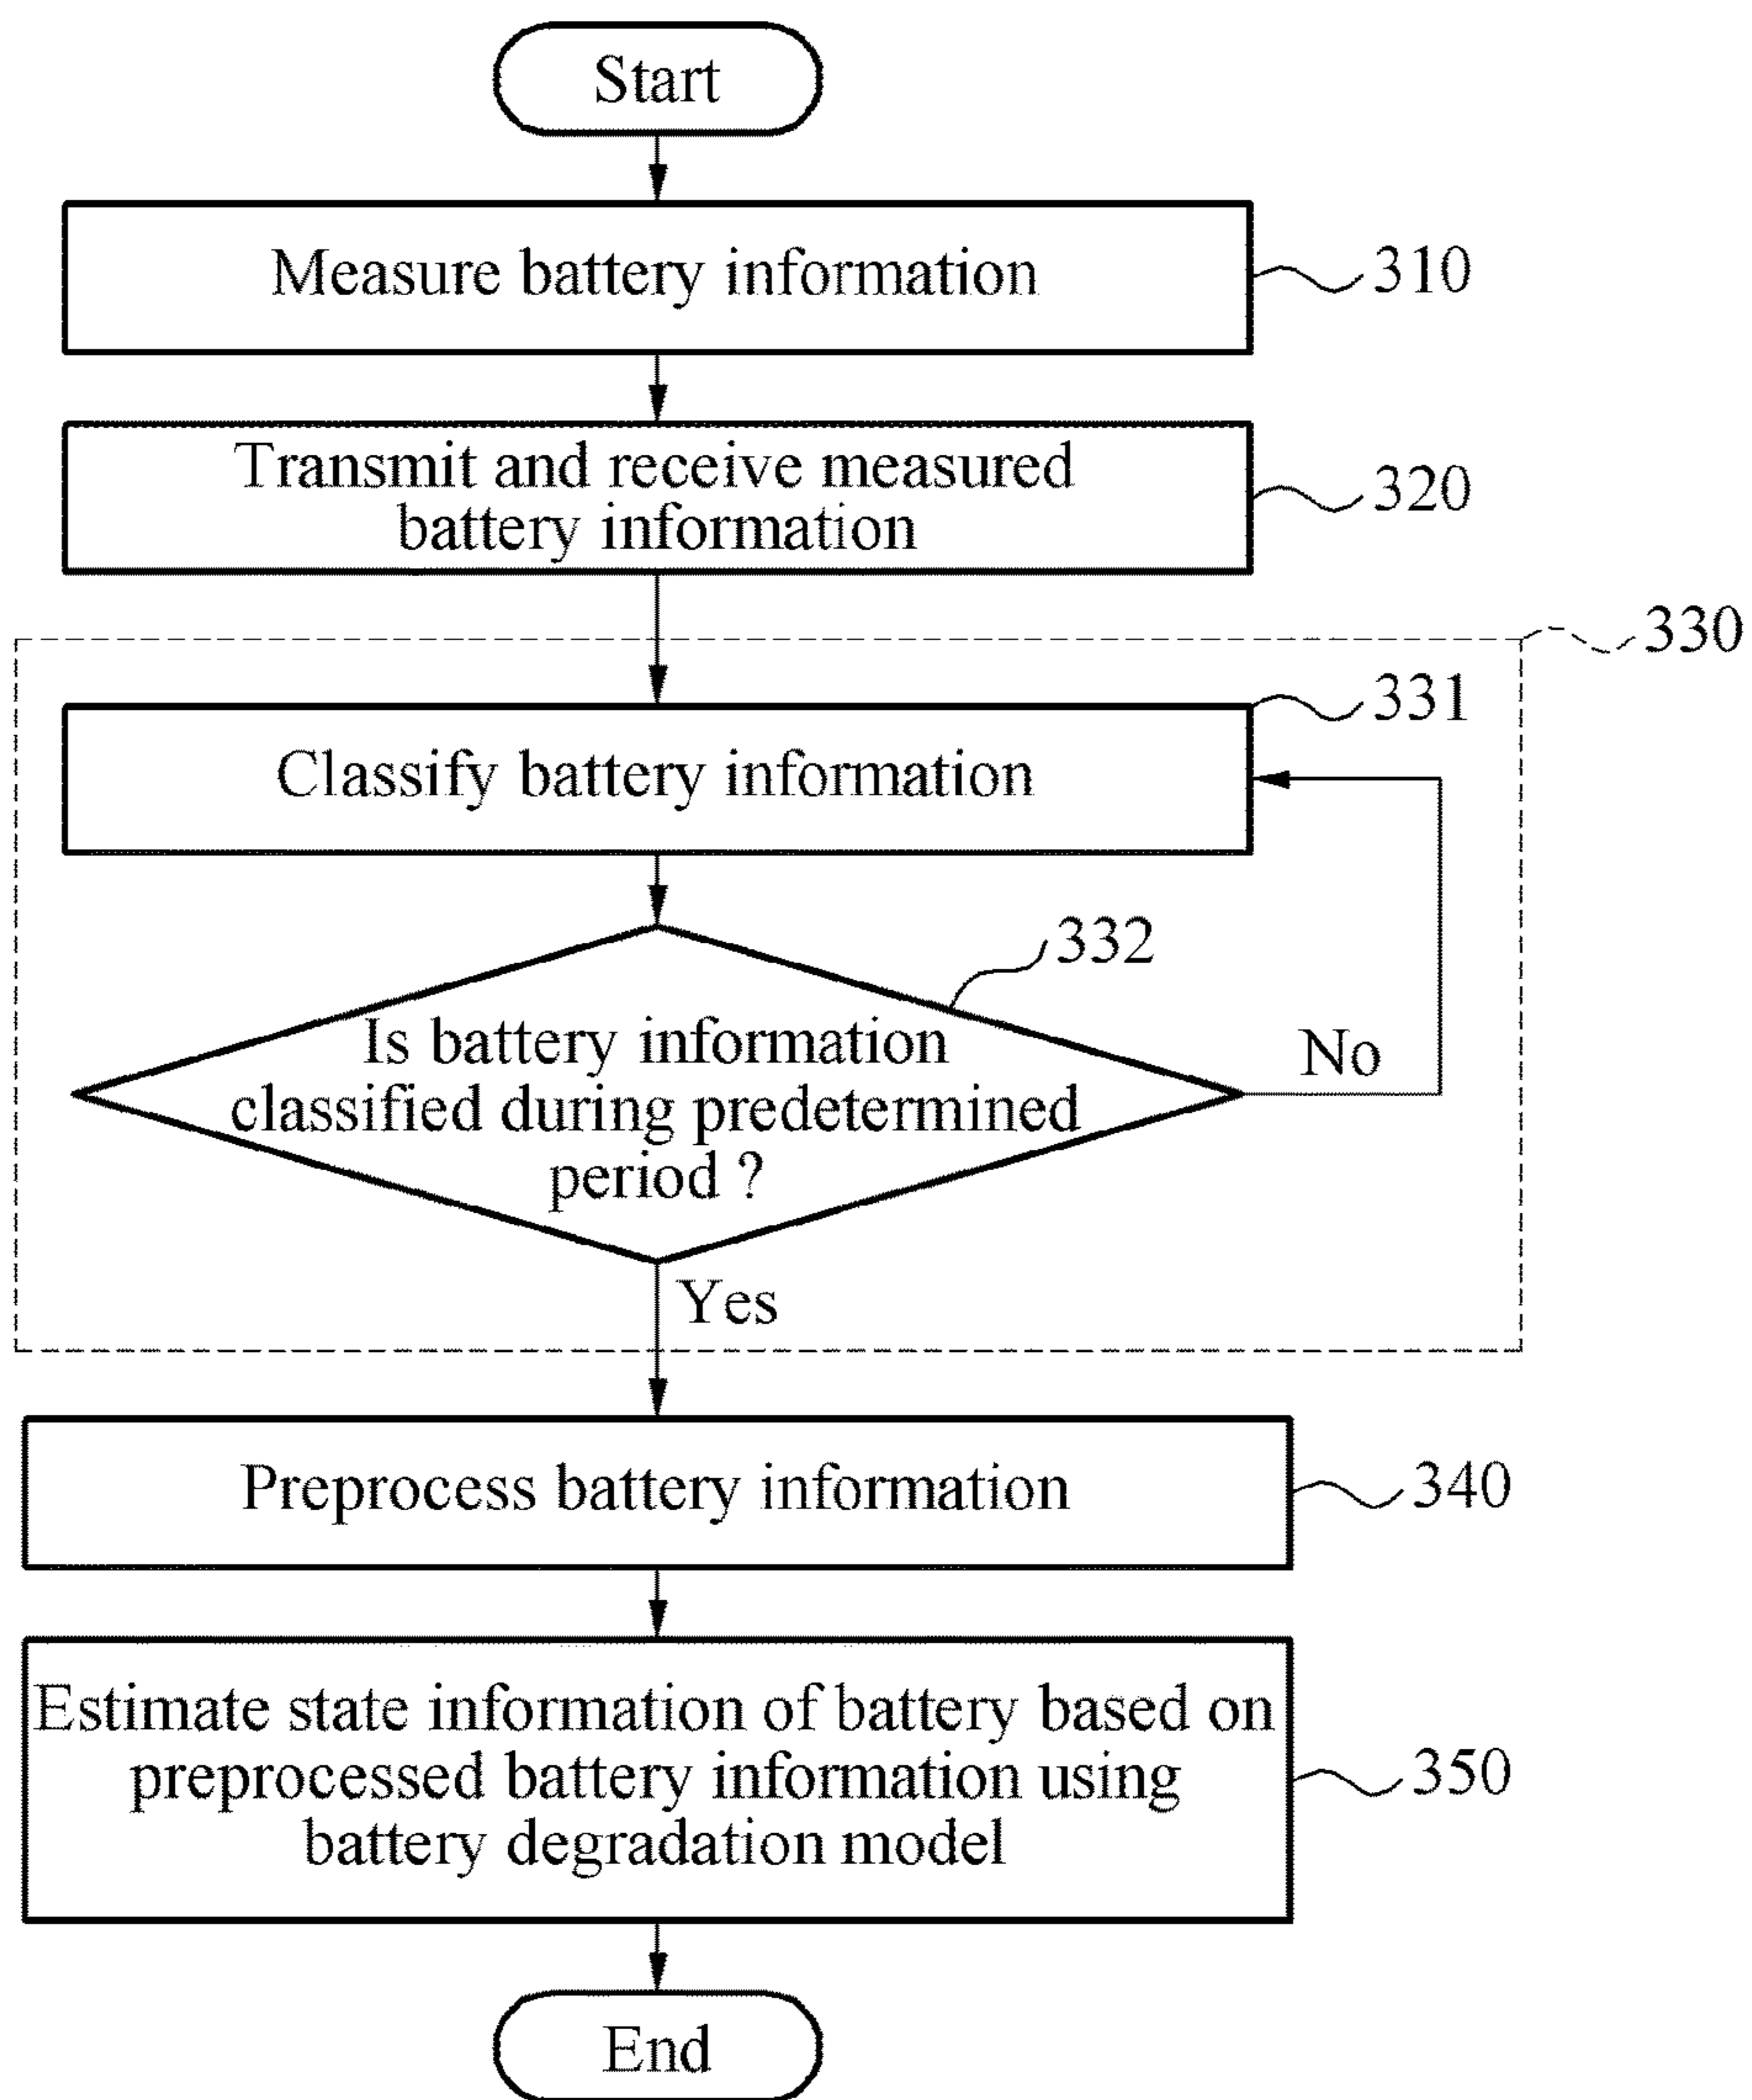 Start
Measure battery information
310
Transmit and receive measured
battery information
320
330
331
Classify battery information
332
Is battery information
classified during predetermined
period ?
No
Yes
Preprocess battery information
340
Estimate state information of battery based on
preprocessed battery information using
battery degradation model
350
End